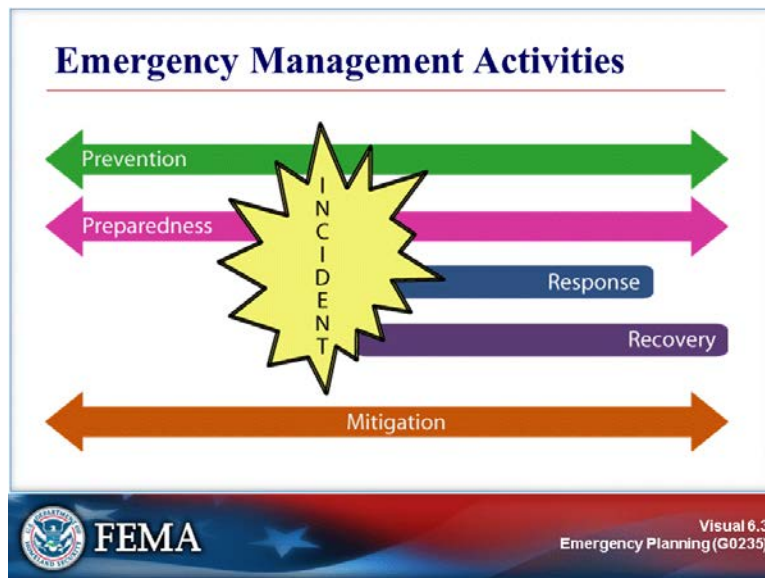 Emergency Management Activities
Prevention
Preparedness
INCIDENT
Response
Recovery
Mitigation
FEMA
Visual 6.3
Emergency Planning (G0235)